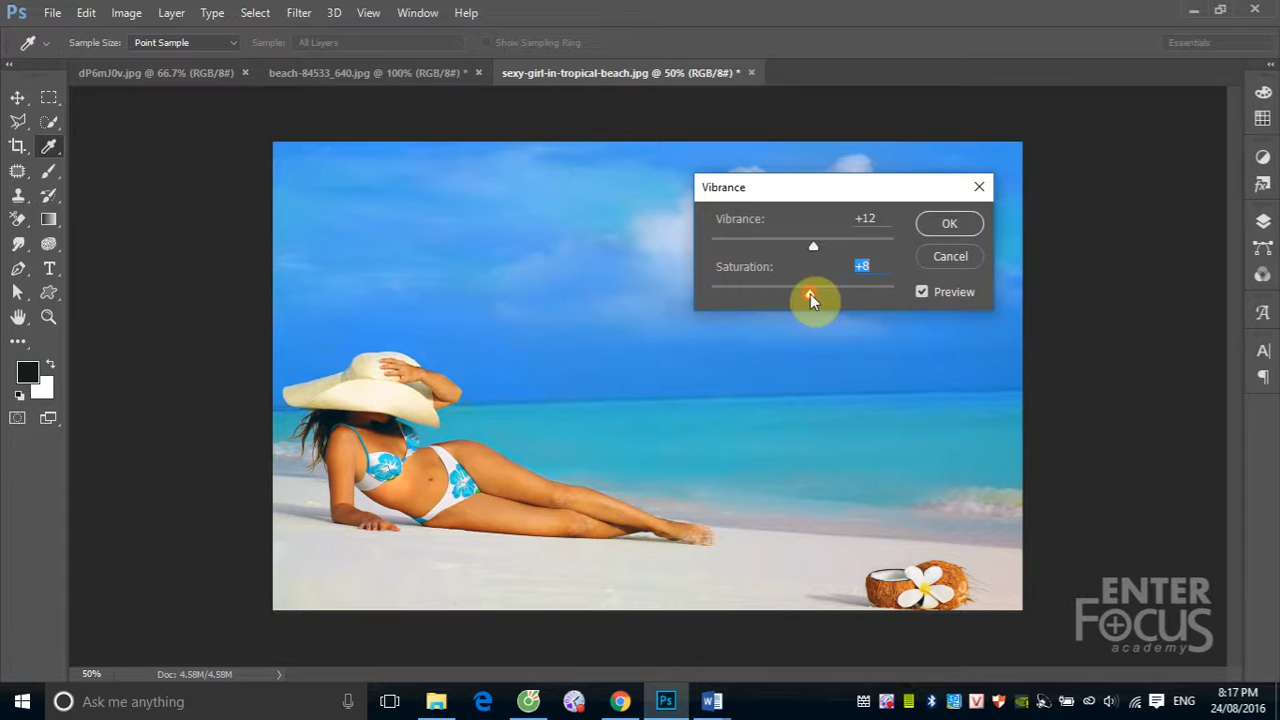 Ps File Edit Image Layer Type Select Filter 3D View Window Help
Sample Size: Point Sample Sample: All Layers Show Sampling Ring Essentials
dP6mJ0v.jpg @ 66.7% (RGB/8#) × beach-84533_640.jpg @ 100% (RGB/8#) * × sexy-girl-in-tropical-beach.jpg @ 50% (RGB/8#) * ×
Vibrance
Vibrance: +12 OK
Cancel
Saturation: +8
Preview
ENTER
FOCUS
academy
50% Doc: 4.58M/4.58M
Ask me anything Ps ENG 8:17 PM
24/08/2016